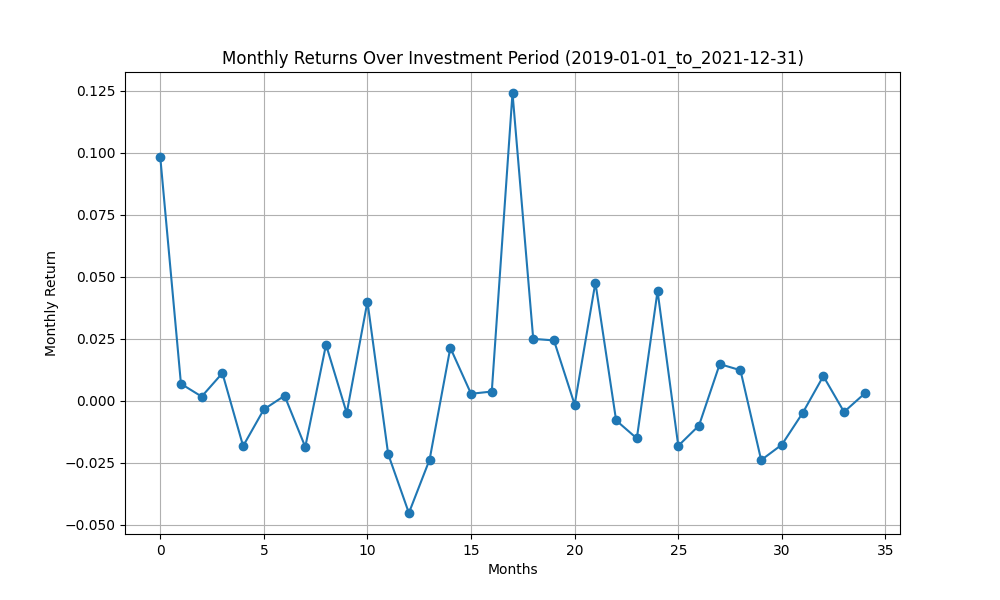 Monthly Returns Over Investment Period (2019-01-01_to_2021-12-31)
Monthly Return
0.125
0.100
0.075
0.050
0.025
0.000
−0.025
−0.050
0 5 10 15 20 25 30 35
Months